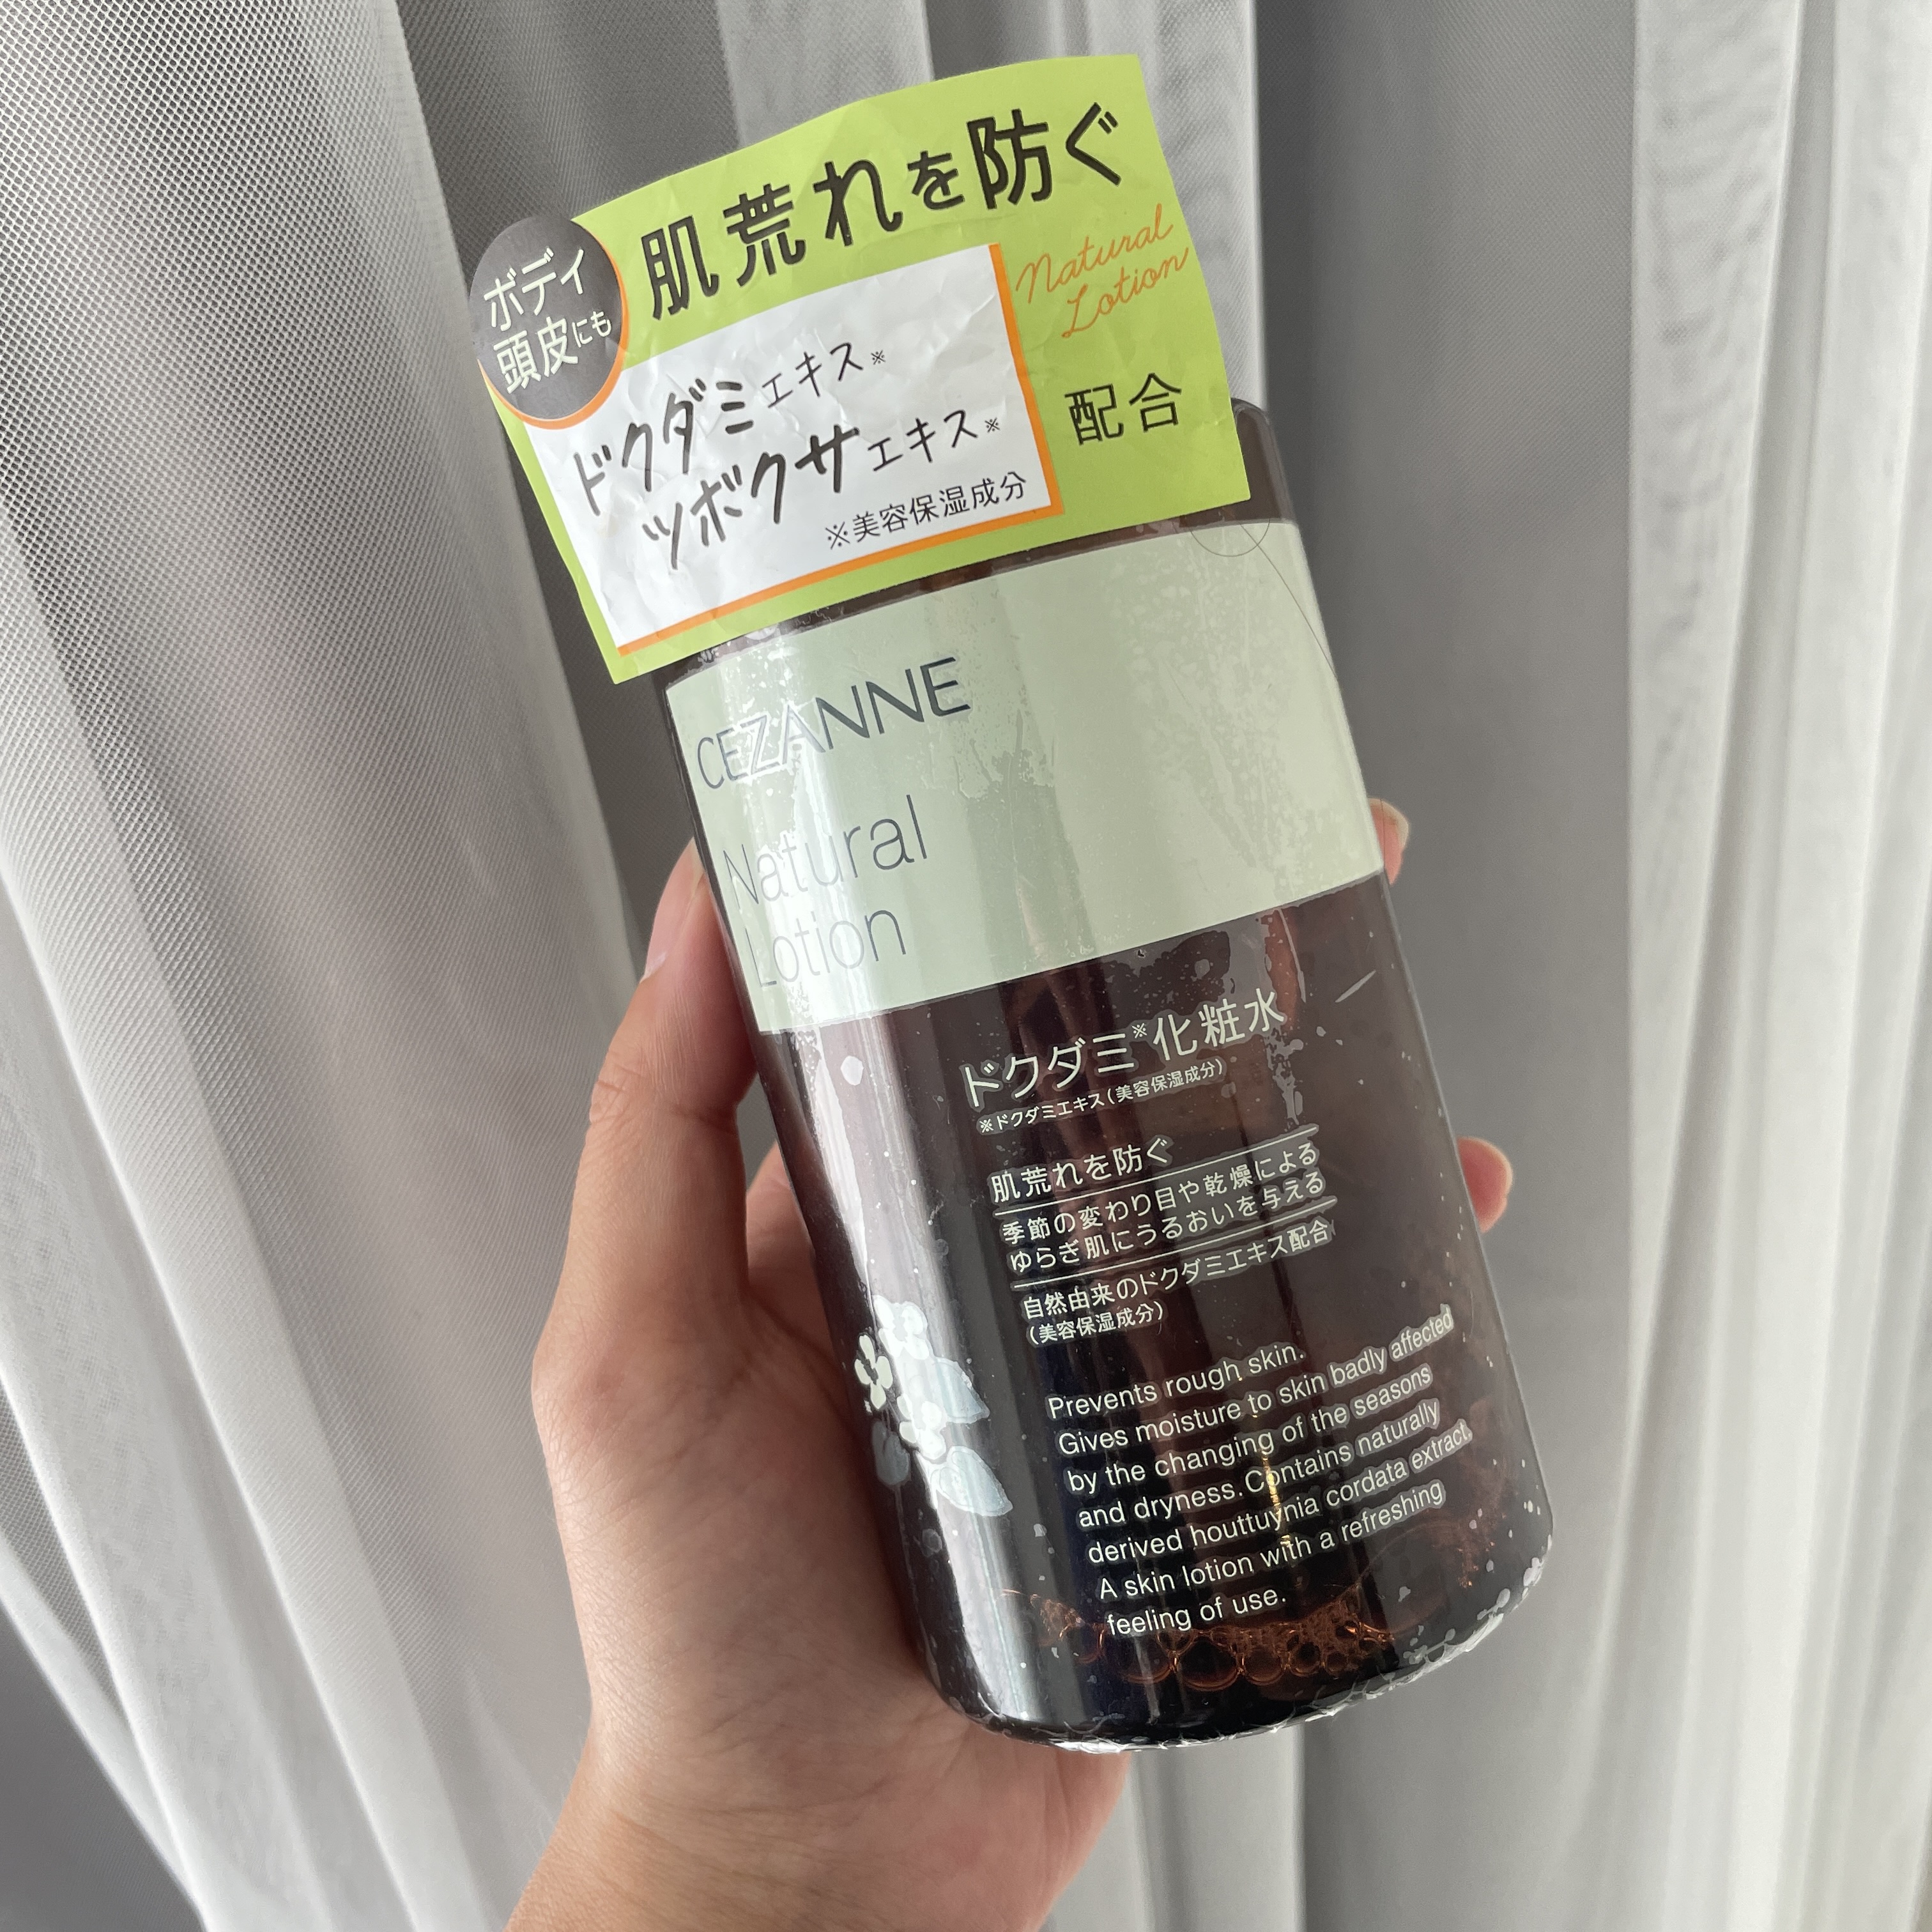 肌荒れを防ぐ
ボディ
頭皮にも
Natural
Lotion
ドクダミエキス※
ツボクサエキス※
配合
※美容保湿成分
CEZANNE
Natural
Lotion
ドクダミ※化粧水
※ドクダミエキス(美容保湿成分)
肌荒れを防ぐ
季節の変わり目や乾燥による
ゆらぎ肌にうるおいを与える
自然由来のドクダミエキス配合
(美容保湿成分)
Prevents rough skin.
Gives moisture to skin badly affected
by the changing of the seasons
and dryness.Contains naturally
derived houttuynia cordata extract.
A skin lotion with a refreshing
feeling of use.